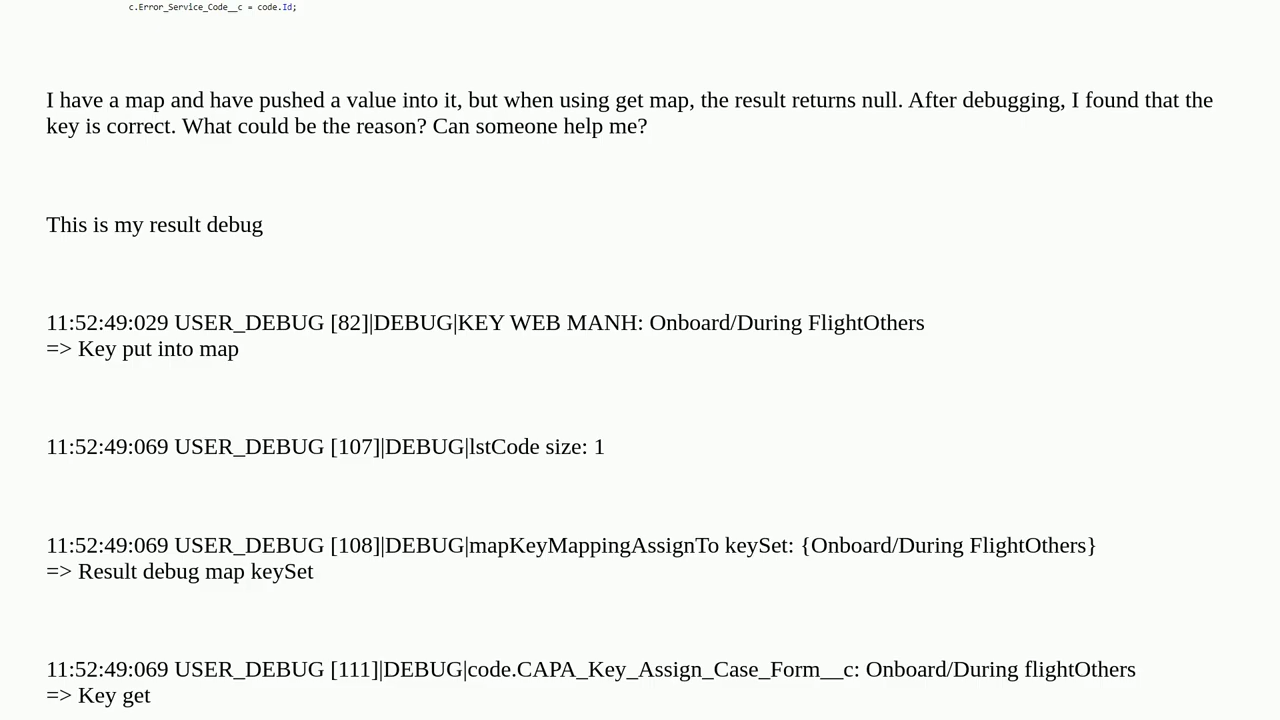 c.Error_Service_Code__c = code.Id;
I have a map and have pushed a value into it, but when using get map, the result returns null. After debugging, I found that the
key is correct. What could be the reason? Can someone help me?
This is my result debug
11:52:49:029 USER_DEBUG [82]|DEBUG|KEY WEB MANH: Onboard/During FlightOthers
=> Key put into map
11:52:49:069 USER_DEBUG [107]|DEBUG|lstCode size: 1
11:52:49:069 USER_DEBUG [108]|DEBUG|mapKeyMappingAssignTo keySet: {Onboard/During FlightOthers}
=> Result debug map keySet
11:52:49:069 USER_DEBUG [111]|DEBUG|code.CAPA_Key_Assign_Case_Form__c: Onboard/During flightOthers
=> Key get